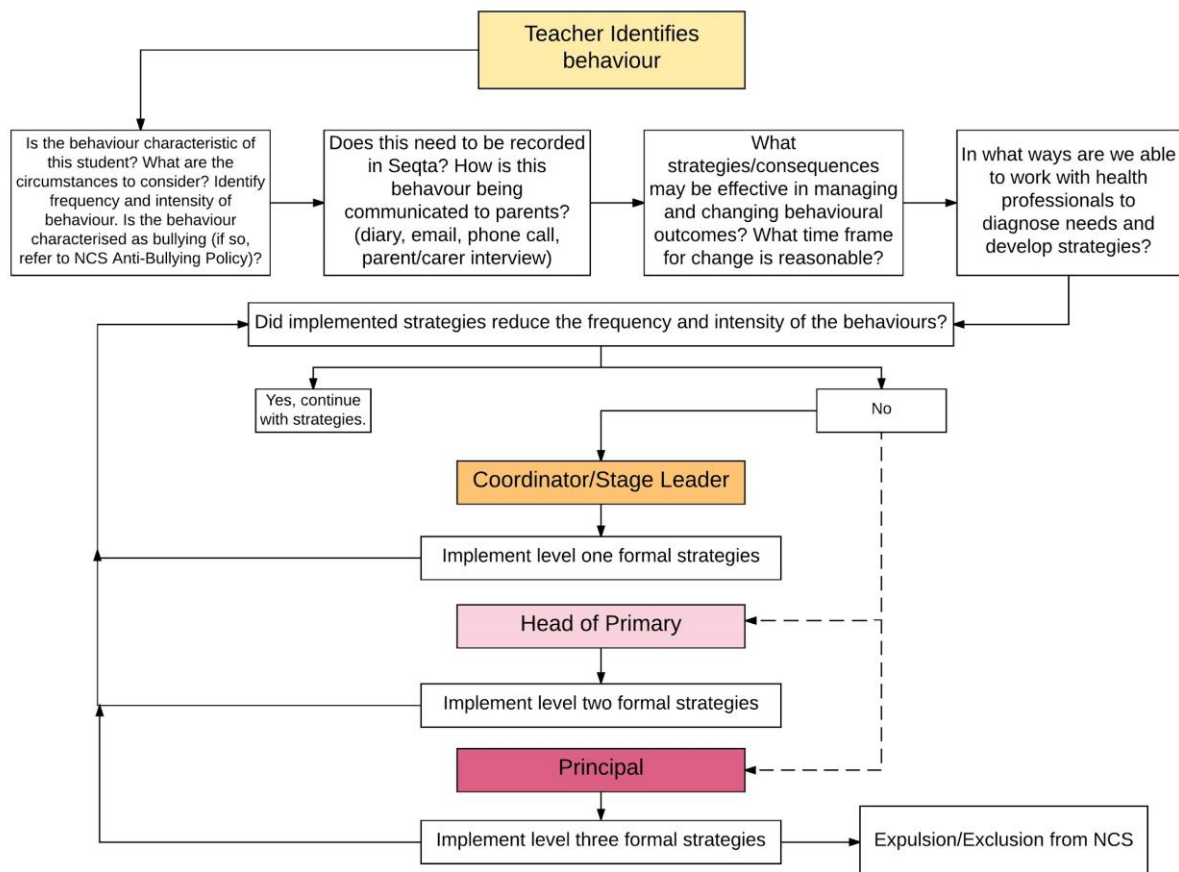 Teacher Identifies
behaviour
Is the behaviour characteristic of
this student? What are the
circumstances to consider? Identify
frequency and intensity of
behaviour. Is the behaviour
characterised as bullying (if so,
refer to NCS Anti-Bullying Policy)?
Does this need to be recorded
in Seqta? How is this
behavour being
communicated to parents?
(diary, email, phone call,
parent/carer interview)
What
strategies/consequences
may be effective in managing
and changing behavioural
outcomes? What time frame
for change is reasonable?
In what ways are we able
to work with health
professionals to
diagnose needs and
develop strategies?
Did implemented strategies reduce the frequency and intensity of the behaviours?
Yes, continue
with strategies.
No
Coordinator/Stage Leader
Implement level one formal strategies
Head of Primary
Implement level two formal strategies
Principal
Implement level three formal strategies
Expulsion/Exclusion from NCS